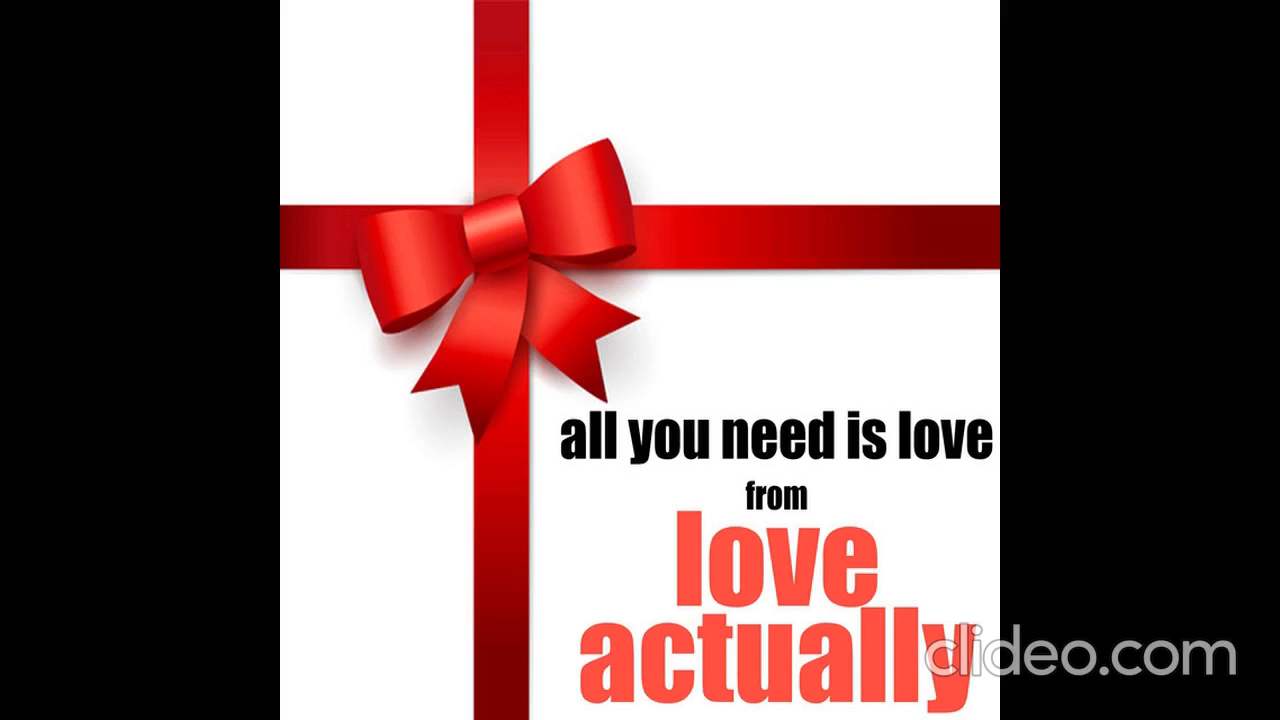 all you need is love
from
love
actually
clideo.com